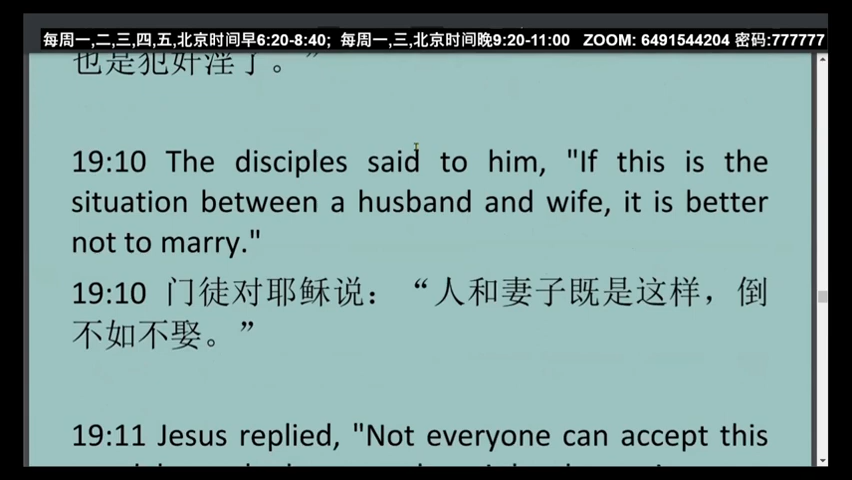 每周一,二,三,四,五,北京时间早6:20-8:40; 每周一,三,北京时间晚9:20-11:00 ZOOM: 6491544204 密码:777777
也是犯奸淫了。”
19:10 The disciples said to him, "If this is the
situation between a husband and wife, it is better
not to marry."
19:10 门徒对耶稣说：“人和妻子既是这样，倒
不如不娶。”
19:11 Jesus replied, "Not everyone can accept this